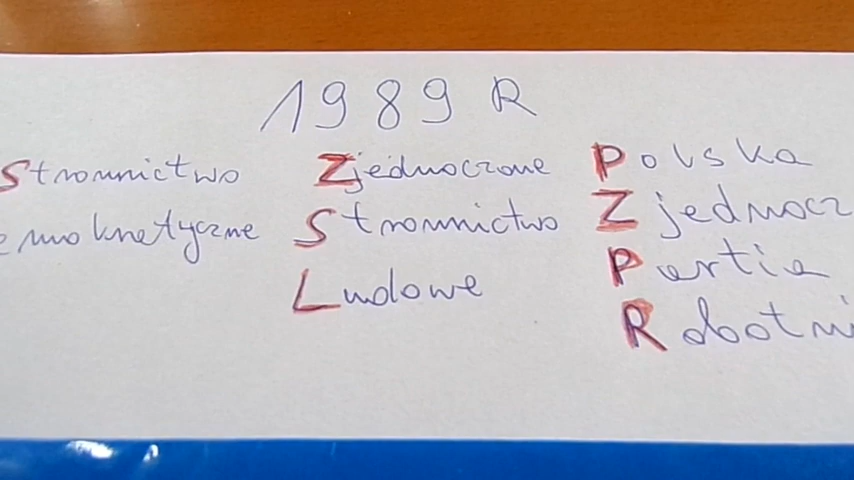 1989 R
Stronnictwo
emokratyczne
Zjednoczone
Stronnictwo
Ludowe
Polska
Zjednocz
Partia
Robotni